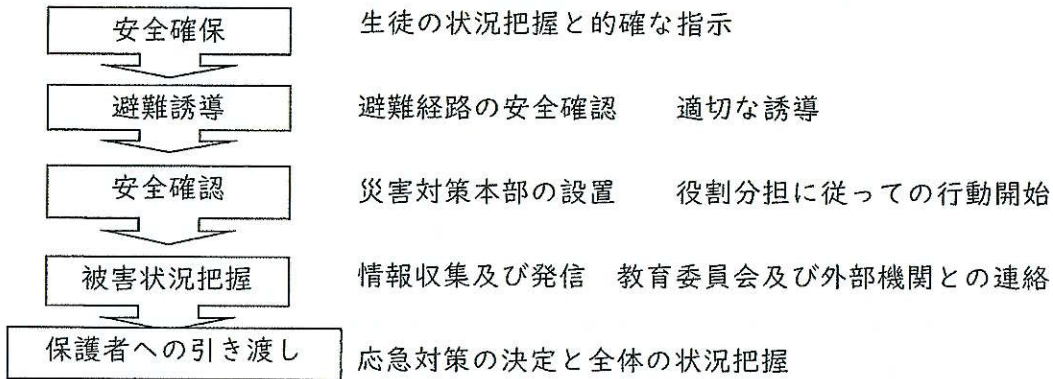 安全確保 生徒の状況把握と的確な指示
避難誘導 避難経路の安全確認 適切な誘導
安全確認 災害対策本部の設置 役割分担に従っての行動開始
被害状況把握 情報収集及び発信 教育委員会及び外部機関との連絡
保護者への引き渡し 応急対策の決定と全体の状況把握